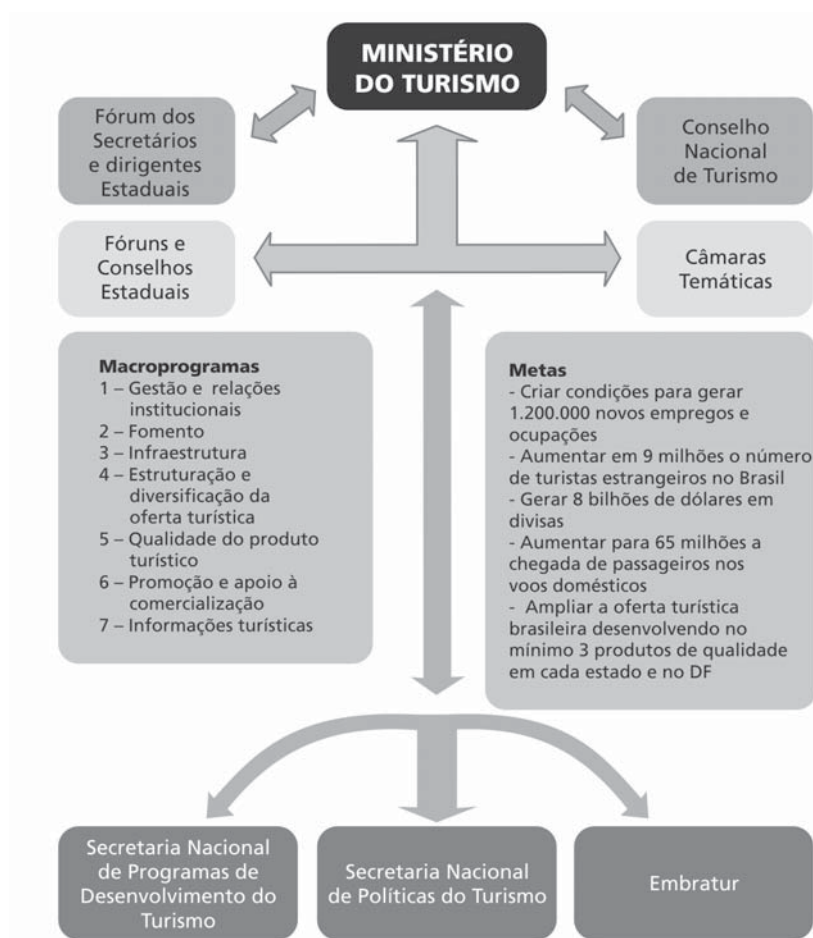 MINISTÉRIO
DO TURISMO
Fórum dos
Secretários
e dirigentes
Estaduais
Conselho
Nacional
de Turismo
Fóruns e
Conselhos
Estaduais
Câmaras
Temáticas
Macroprogramas
1 – Gestão e relações
institucionais
2 – Fomento
3 – Infraestrutura
4 – Estruturação e
diversificação da
oferta turística
5 – Qualidade do produto
turístico
6 – Promoção e apoio à
comercialização
7 – Informações turísticas
Metas
- Criar condições para gerar
1.200.000 novos empregos e
ocupações
- Aumentar em 9 milhões o número
de turistas estrangeiros no Brasil
- Gerar 8 bilhões de dólares em
divisas
- Aumentar para 65 milhões a
chegada de passageiros nos
voos domésticos
- Ampliar a oferta turística
brasileira desenvolvendo no
mínimo 3 produtos de qualidade
em cada estado e no DF
Secretaria Nacional
de Programas de
Desenvolvimento do
Turismo
Secretaria Nacional
de Políticas do Turismo
Embratur